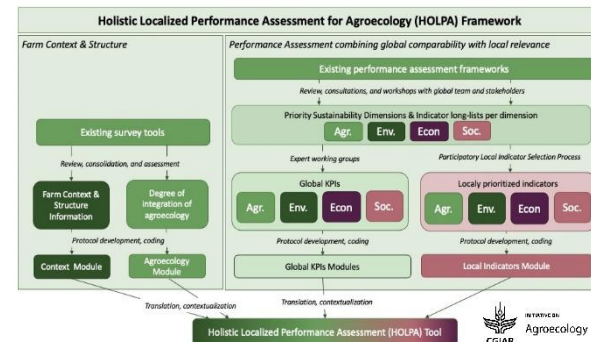 Holistic Localized Performance Assessment for Agroecology (HOLPA) Framework
Farm Context & Structure
Performance Assessment combining global comparability with local relevance
Existing performance assessment frameworks
Review, consultations, and workshops with global team and stakeholders
Priority Sustainability Dimensions & Indicator long-lists per dimension
Agr.
Env.
Econ
Soc.
Existing survey tools
Review, consolidation, and assessment
Expert working groups
Participatory Local Indicator Selection Process
Farm Context &
Structure
Information
Degree of
integration of
agroecology
Global KPIs
Agr.
Env.
Econ
Soc.
Localy prioritized indicators
Agr.
Env.
Econ
Soc.
Protocol development, coding
Protocol development, coding
Protocol development, coding
Context Module
Agroecology
Module
Global KPIs Modules
Local Indicators Module
Translation, contextualization
Translation, contextualization
Holistic Localized Performance Assessment (HOLPA) Tool
INITIATIVE ON
Agroecology
CGIAR